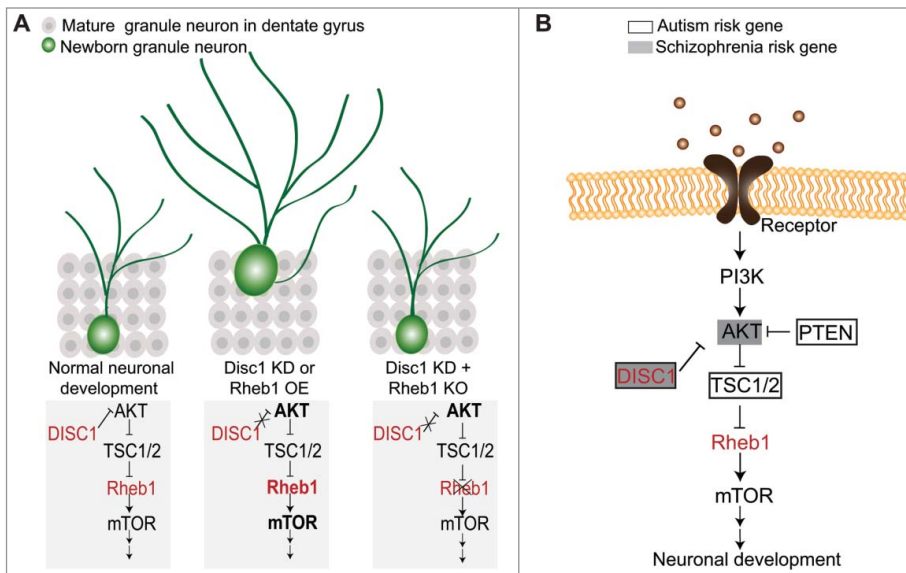 A
Mature granule neuron in dentate gyrus
Newborn granule neuron
Normal neuronal
development
Disc1 KD or
Rheb1 OE
Disc1 KD +
Rheb1 KO
AKT
DISC1
TSC1/2
Rheb1
mTOR
AKT
DISC1
TSC1/2
Rheb1
mTOR
AKT
DISC1
TSC1/2
Rheb1
mTOR
B
Autism risk gene
Schizophrenia risk gene
Receptor
PI3K
AKT PTEN
DISC1
TSC1/2
Rheb1
mTOR
Neuronal development